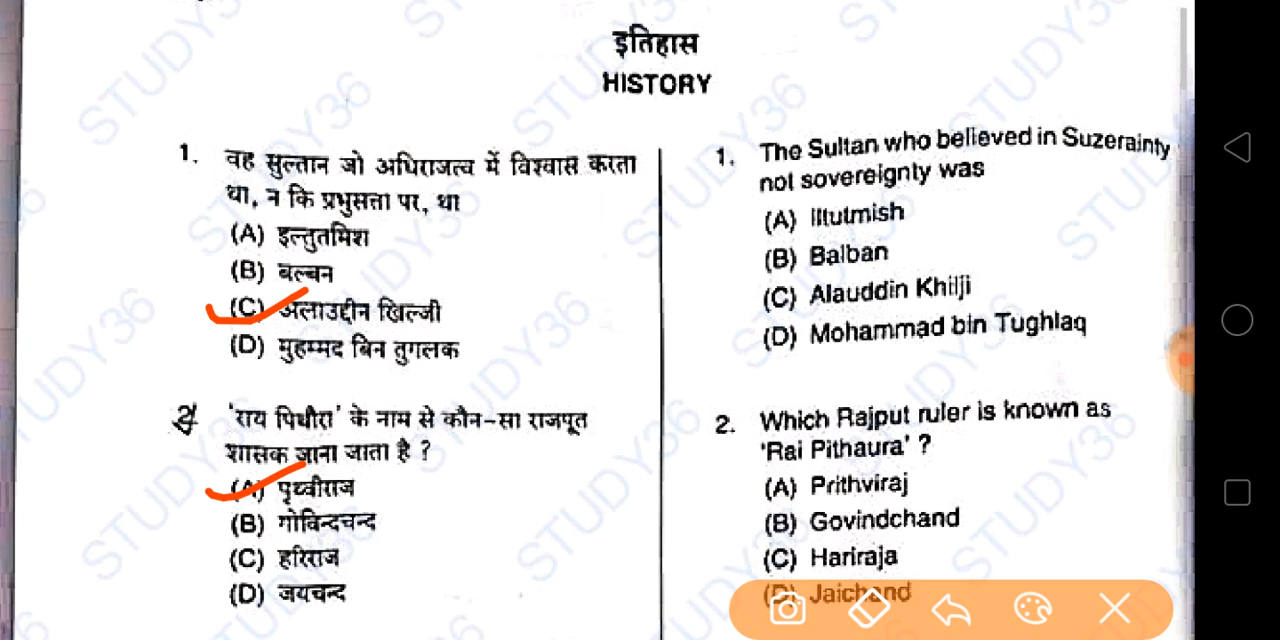 इतिहास
HISTORY
1. वह सुल्तान जो अधिराजत्व में विश्वास करता
था, न कि प्रभुसत्ता पर, था
(A) इल्तुतमिश
(B) बल्बन
(C) अलाउद्दीन खिल्जी
(D) मुहम्मद बिन तुगलक
2. 'राय पिथौरा' के नाम से कौन-सा राजपूत
शासक जाना जाता है ?
(A) पृथ्वीराज
(B) गोविन्दचन्द
(C) हरिराज
(D) जयचन्द
1. The Sultan who believed in Suzerainty
not sovereignty was
(A) Iltutmish
(B) Balban
(C) Alauddin Khilji
(D) Mohammad bin Tughlaq
2. Which Rajput ruler is known as
'Rai Pithaura' ?
(A) Prithviraj
(B) Govindchand
(C) Hariraja
(D) Jaichand
STUDY36